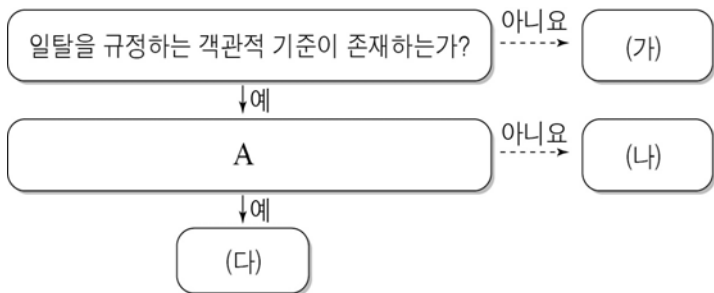 일탈을 규정하는 객관적 기준이 존재하는가?
아니요
(가)
예
A
아니요
(나)
예
(다)